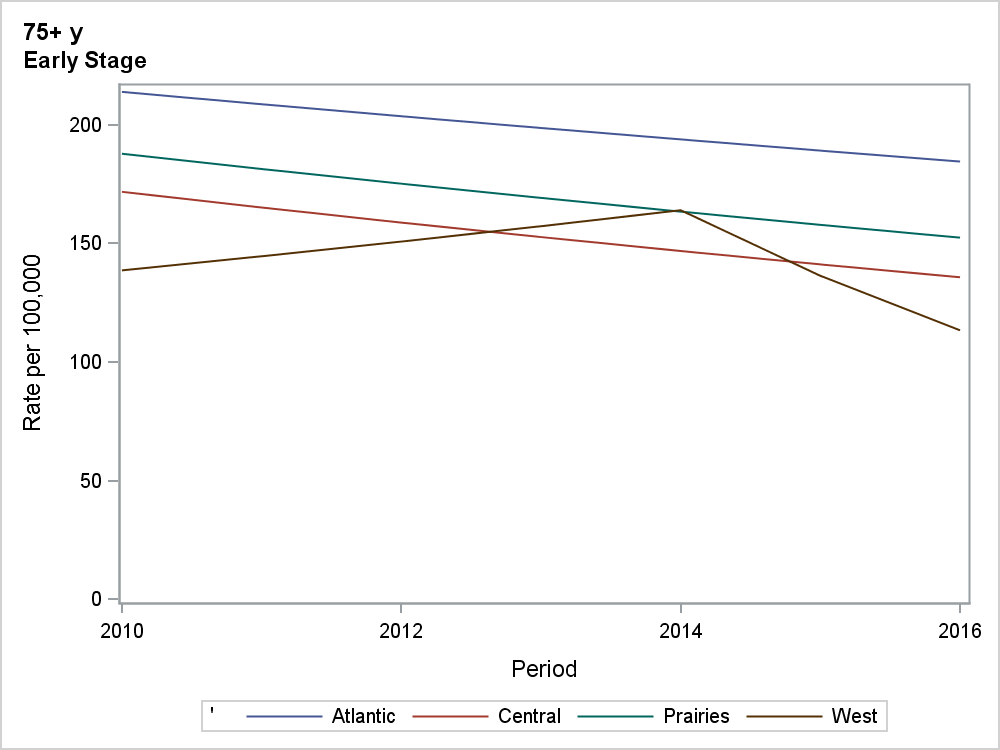 75+ y
Early Stage
Rate per 100,000
200
150
100
50
0
2010 2012 2014 2016
Period
' Atlantic Central Prairies West